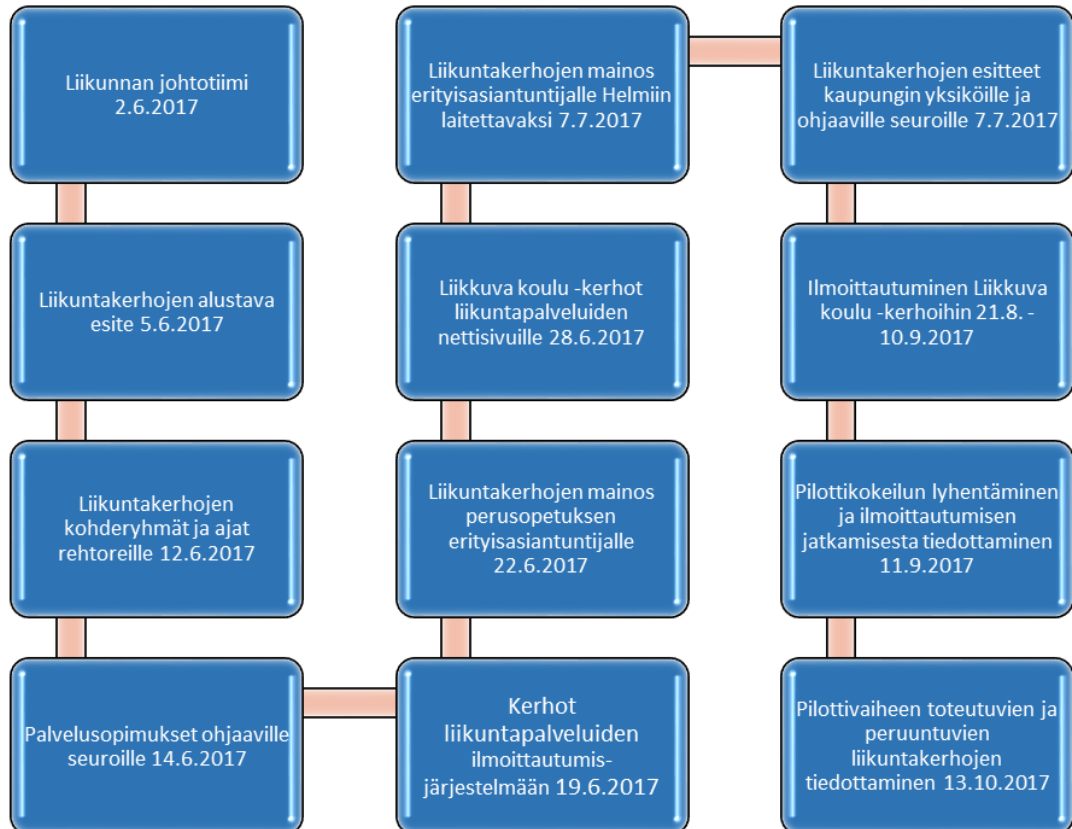 Liikunnan johtotiimi
2.6.2017
Liikuntakerhojen alustava
esite 5.6.2017
Liikuntakerhojen
kohderyhmät ja ajat
rehtoreille 12.6.2017
Palvelusopimukset ohjaaville
seuroille 14.6.2017
Kerhot
liikuntapalveluiden
ilmoittautumis-
järjestelmään 19.6.2017
Liikuntakerhojen mainos
perusopetuksen
erityisasiantuntijalle
22.6.2017
Liikkuva koulu -kerhot
liikuntapalveluiden
nettisivuille 28.6.2017
Liikuntakerhojen mainos
erityisasiantuntijalle Helmiin
laitettavaksi 7.7.2017
Liikuntakerhojen esitteet
kaupungin yksiköille ja
ohjaaville seuroille 7.7.2017
Ilmoittautuminen Liikkuva
koulu -kerhoihin 21.8. -
10.9.2017
Pilottikokeilun lyhentäminen
ja ilmoittautumisen
jatkamisesta tiedottaminen
11.9.2017
Pilottivaiheen toteutuvien ja
peruuntuvien
liikuntakerhojen
tiedottaminen 13.10.2017